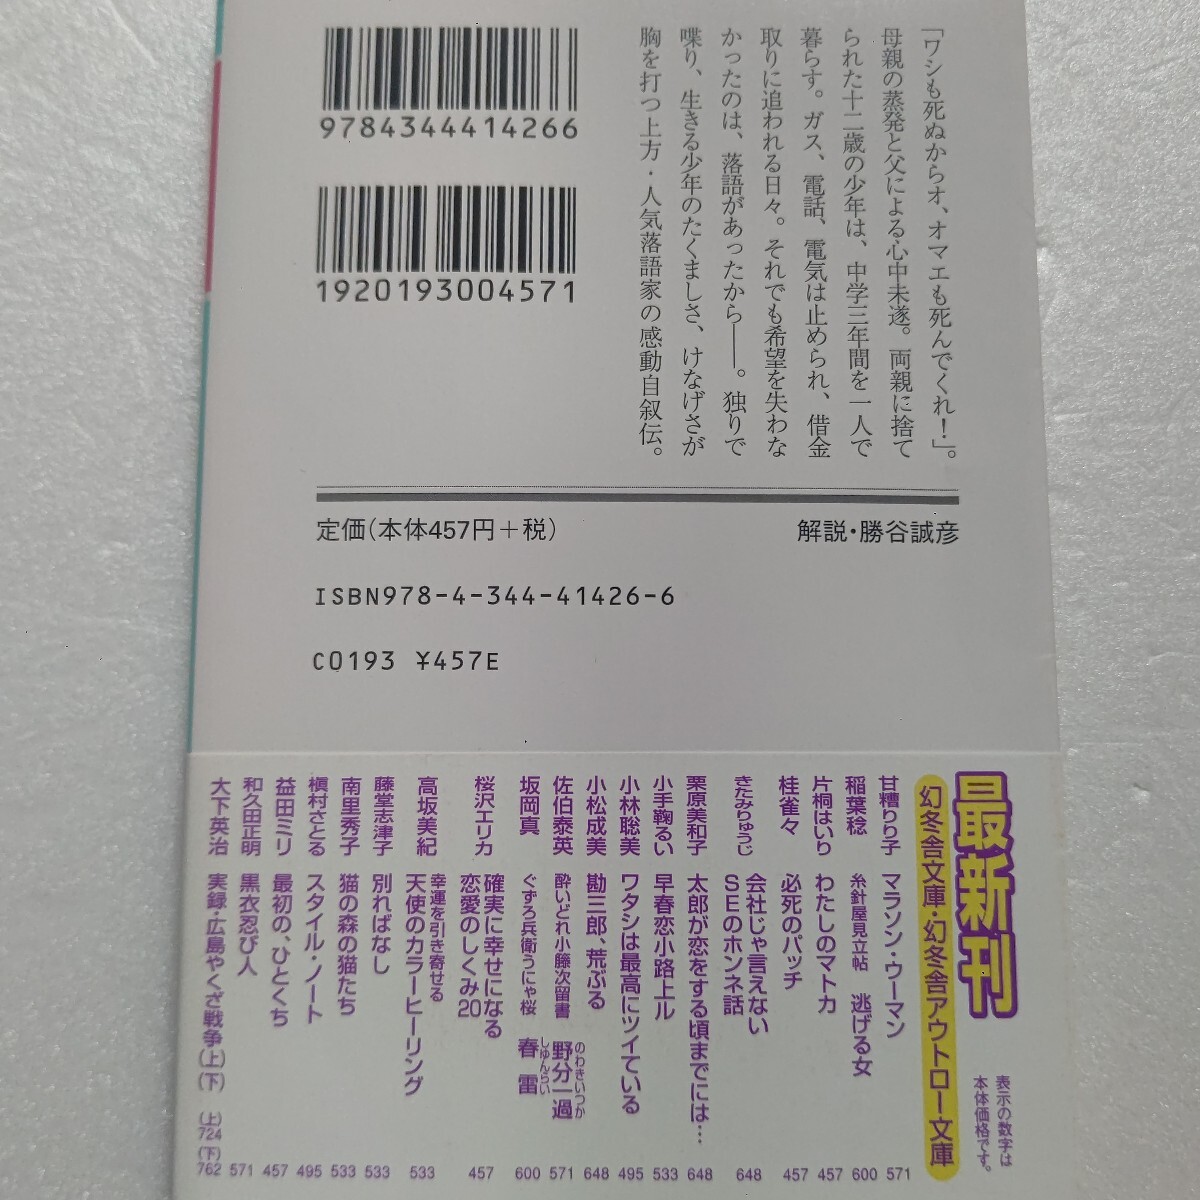 「ワシも死ぬからオ、オマエも死んでくれ！」。
母親の蒸発と父による心中未遂。両親に捨て
られた十二歳の少年は、中学三年間を一人で
暮らす。ガス、電話、電気は止められ、借金
取りに追われる日々。それでも希望を失わな
かったのは、落語があったから――。独りで
喋り、生きる少年のたくましさ、けなげさが
胸を打つ上方・人気落語家の感動自叙伝。
9784344414266
1920193004571
定価(本体457円+税)
解説・勝谷誠彦
ISBN978-4-344-41426-6
C0193 ¥457E
最新刊
幻冬舎文庫・幻冬舎アウトロー文庫
表示の数字は
本体価格です。
甘糟りり子 マラソン・ウーマン 571
稲葉稔 糸針屋見立帖 逃げる女 600
片桐はいり わたしのマトカ 457
桂雀々 必死のパッチ 457
きたみりゅうじ 会社じゃ言えない
SEのホンネ話 648
栗原美和子 太郎が恋をする頃までには… 648
小手鞠るい 早春恋小路上ル 533
小林聡美 ワタシは最高にツイている 495
小松成美 勘三郎、荒ぶる 648
佐伯泰英 酔いどれ小籐次留書 野分一過 のわきいっか 571
坂岡真 ぐずろ兵衛うにゃ桜 春雷 しゅんらい 600
桜沢エリカ 確実に幸せになる
恋愛のしくみ20 457
高坂美紀 幸運を引き寄せる
天使のカラーヒーリング 533
藤堂志津子 別ればなし 533
南里秀子 猫の森の猫たち 533
槇村さとる スタイル・ノート 495
益田ミリ 最初の、ひとくち 457
和久田正明 黒衣忍び人 571
大下英治 実録・広島やくざ戦争(上)(下) (上)724 (下)762